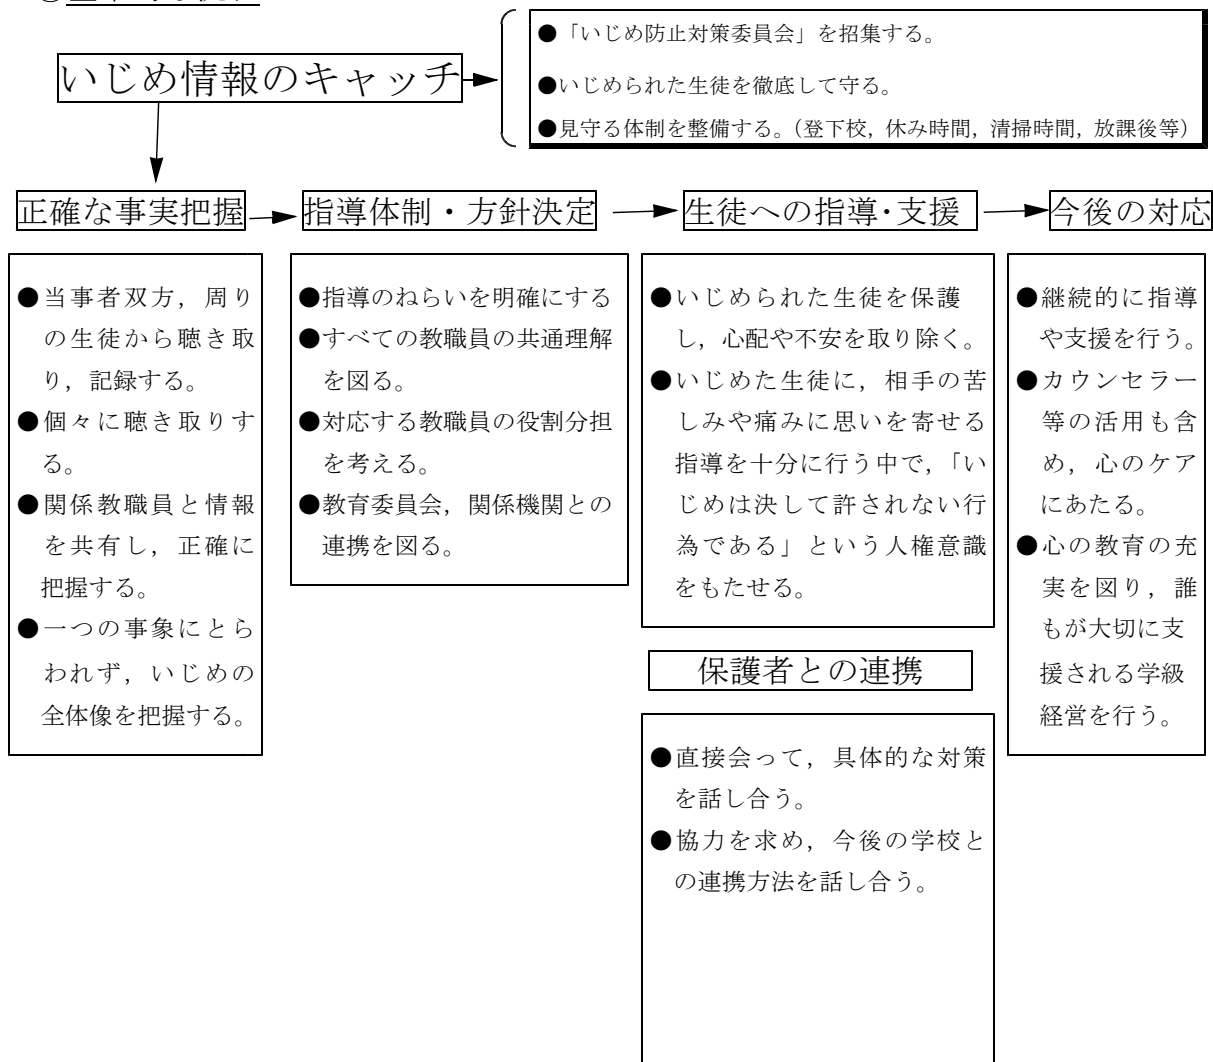 ●「いじめ防止対策委員会」を招集する。
いじめ情報のキャッチ
●いじめられた生徒を徹底して守る。
●見守る体制を整備する。（登下校，休み時間，清掃時間，放課後等）
正確な事実把握
指導体制・方針決定
生徒への指導・支援
今後の対応
●当事者双方，周り
の生徒から聴き取
り，記録する。
●個々に聴き取りす
る。
●関係教職員と情報
を共有し，正確に
把握する。
●一つの事象にとら
われず，いじめの
全体像を把握する。
●指導のねらいを明確にする
●すべての教職員の共通理解
を図る。
●対応する教職員の役割分担
を考える。
●教育委員会，関係機関との
連携を図る。
●いじめられた生徒を保護
し，心配や不安を取り除く。
●いじめた生徒に，相手の苦
しみや痛みに思いを寄せる
指導を十分に行う中で，「い
じめは決して許されない行
為である」という人権意識
をもたせる。
保護者との連携
●直接会って，具体的な対策
を話し合う。
●協力を求め，今後の学校と
の連携方法を話し合う。
●継続的に指導
や支援を行う。
●カウンセラー
等の活用も含
め，心のケア
にあたる。
●心の教育の充
実を図り，誰
もが大切に支
援される学級
経営を行う。